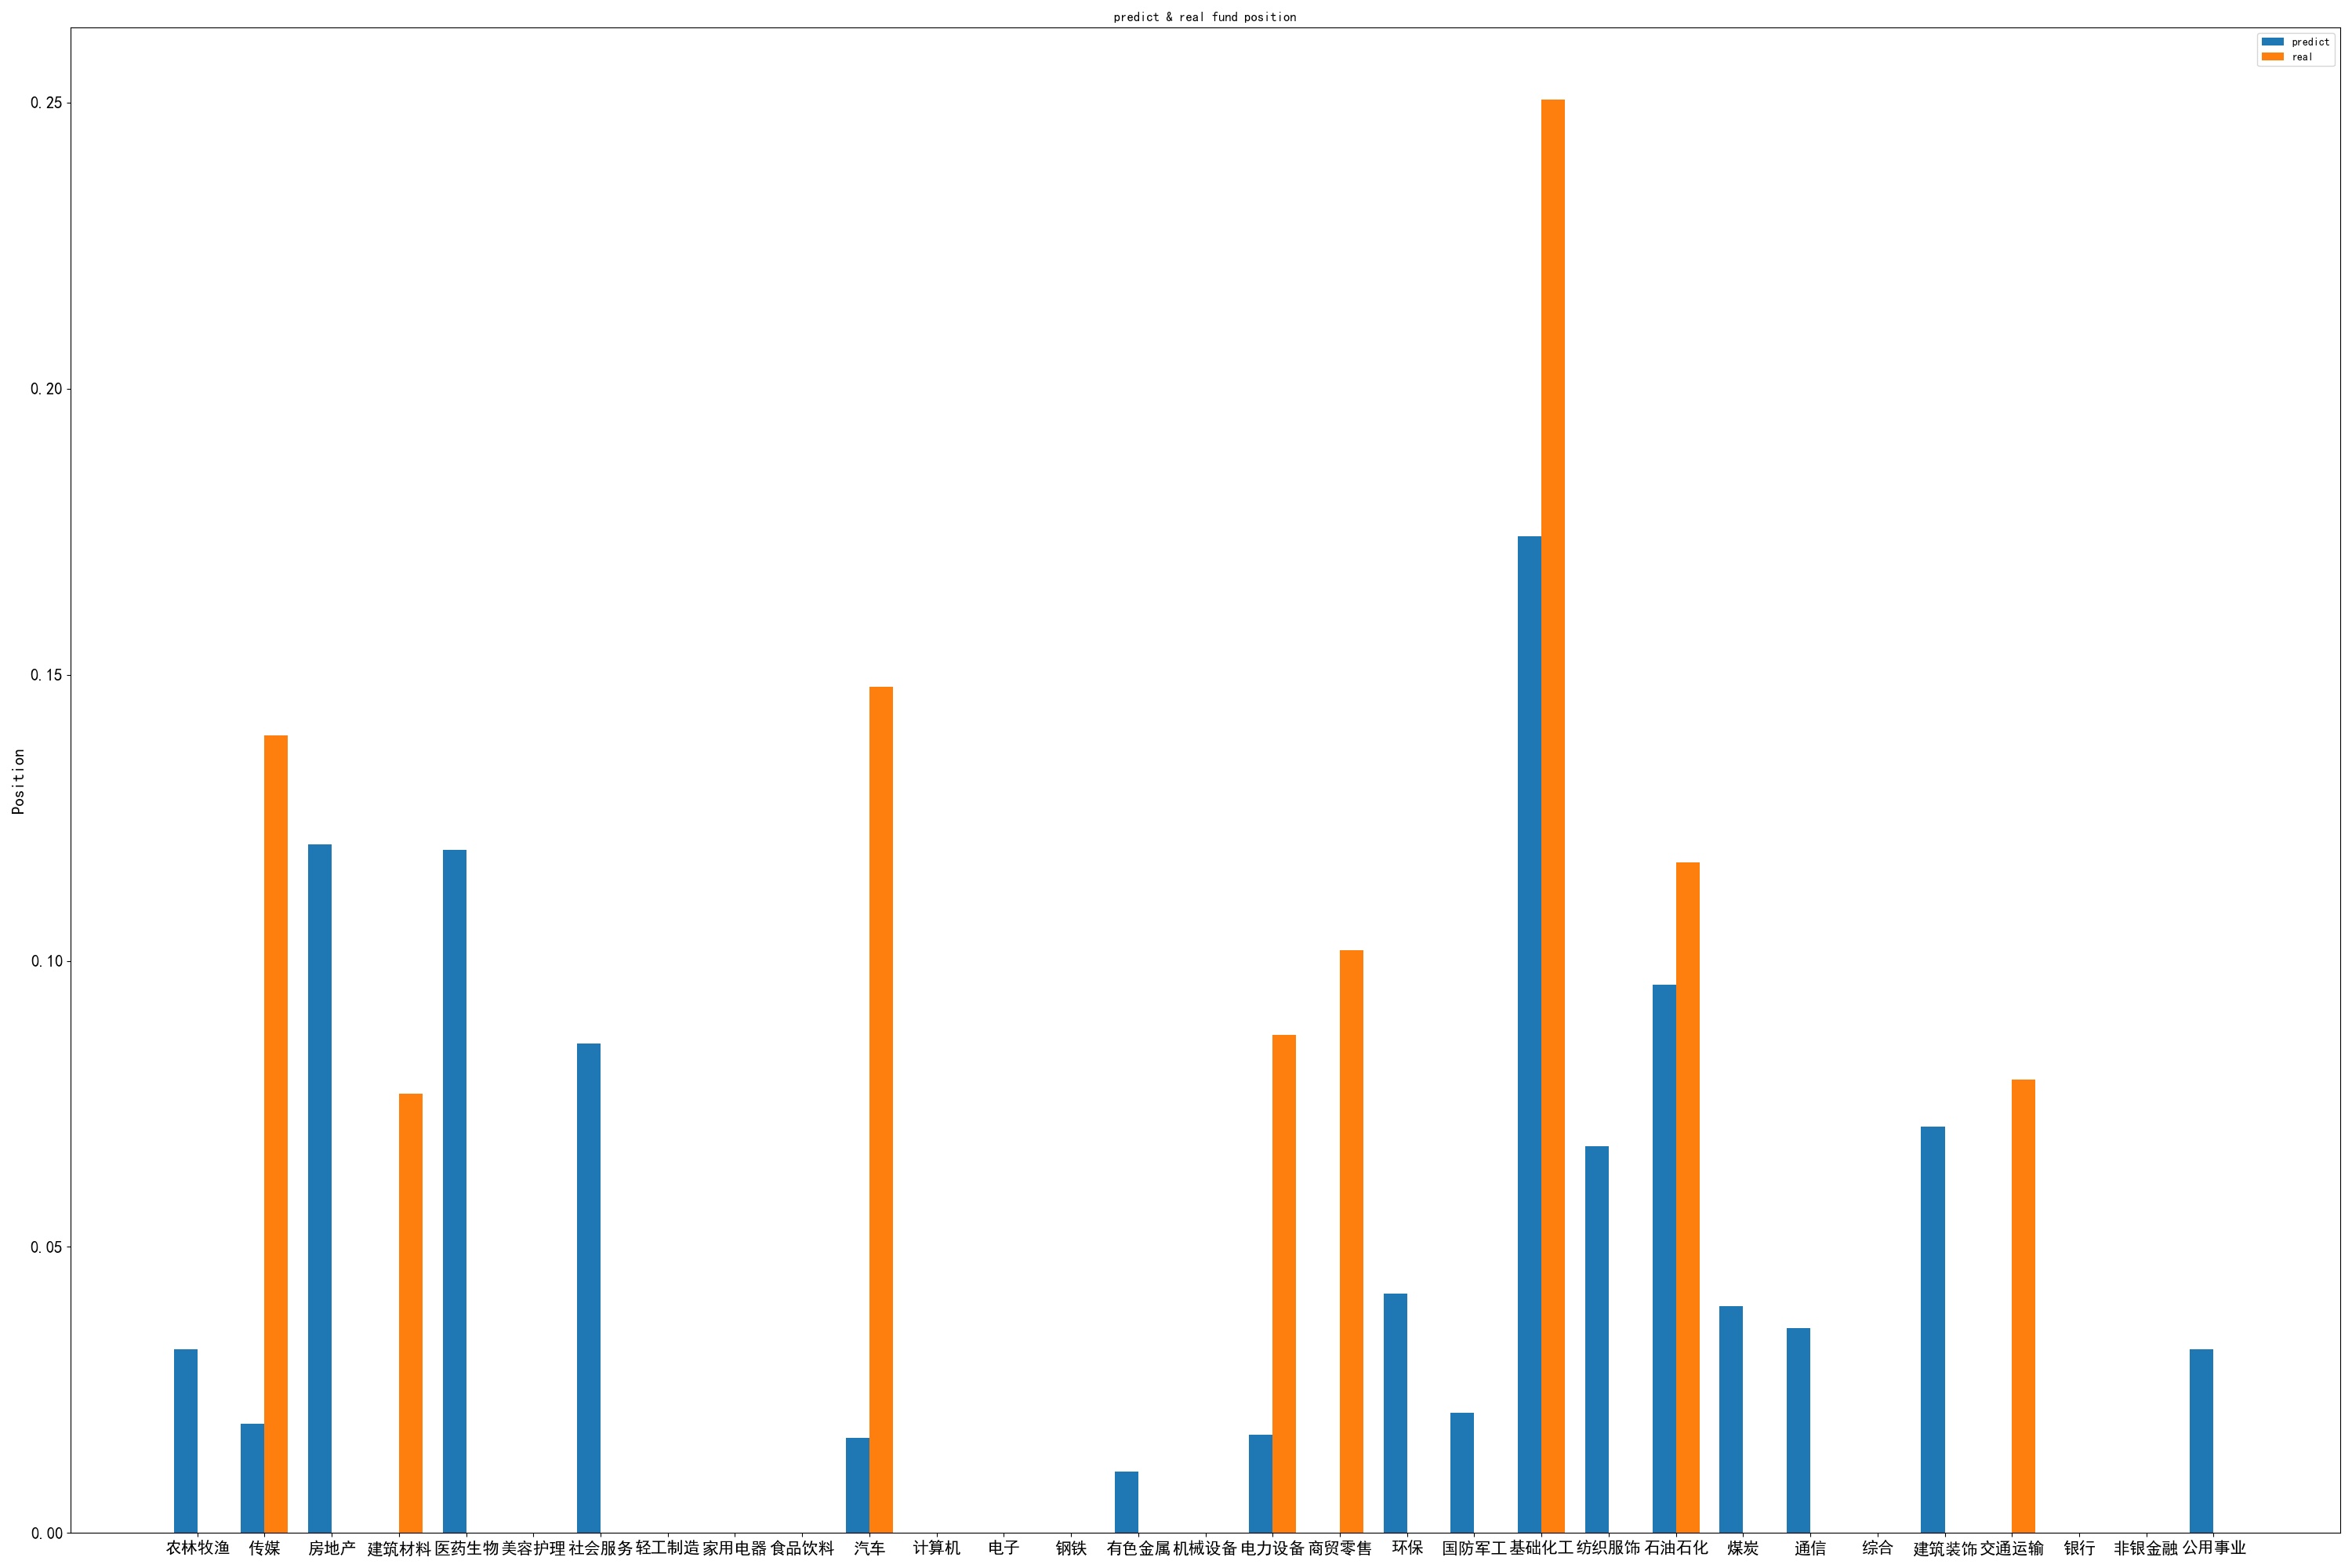 predict & real fund position
predict
real
0.25
0.20
0.15
0.10
0.05
0.00
Position
农林牧渔 传媒 房地产 建筑材料 医药生物 美容护理 社会服务 轻工制造 家用电器 食品饮料 汽车 计算机 电子 钢铁 有色金属 机械设备 电力设备 商贸零售 环保 国防军工 基础化工 纺织服饰 石油石化 煤炭 通信 综合 建筑装饰 交通运输 银行 非银金融 公用事业